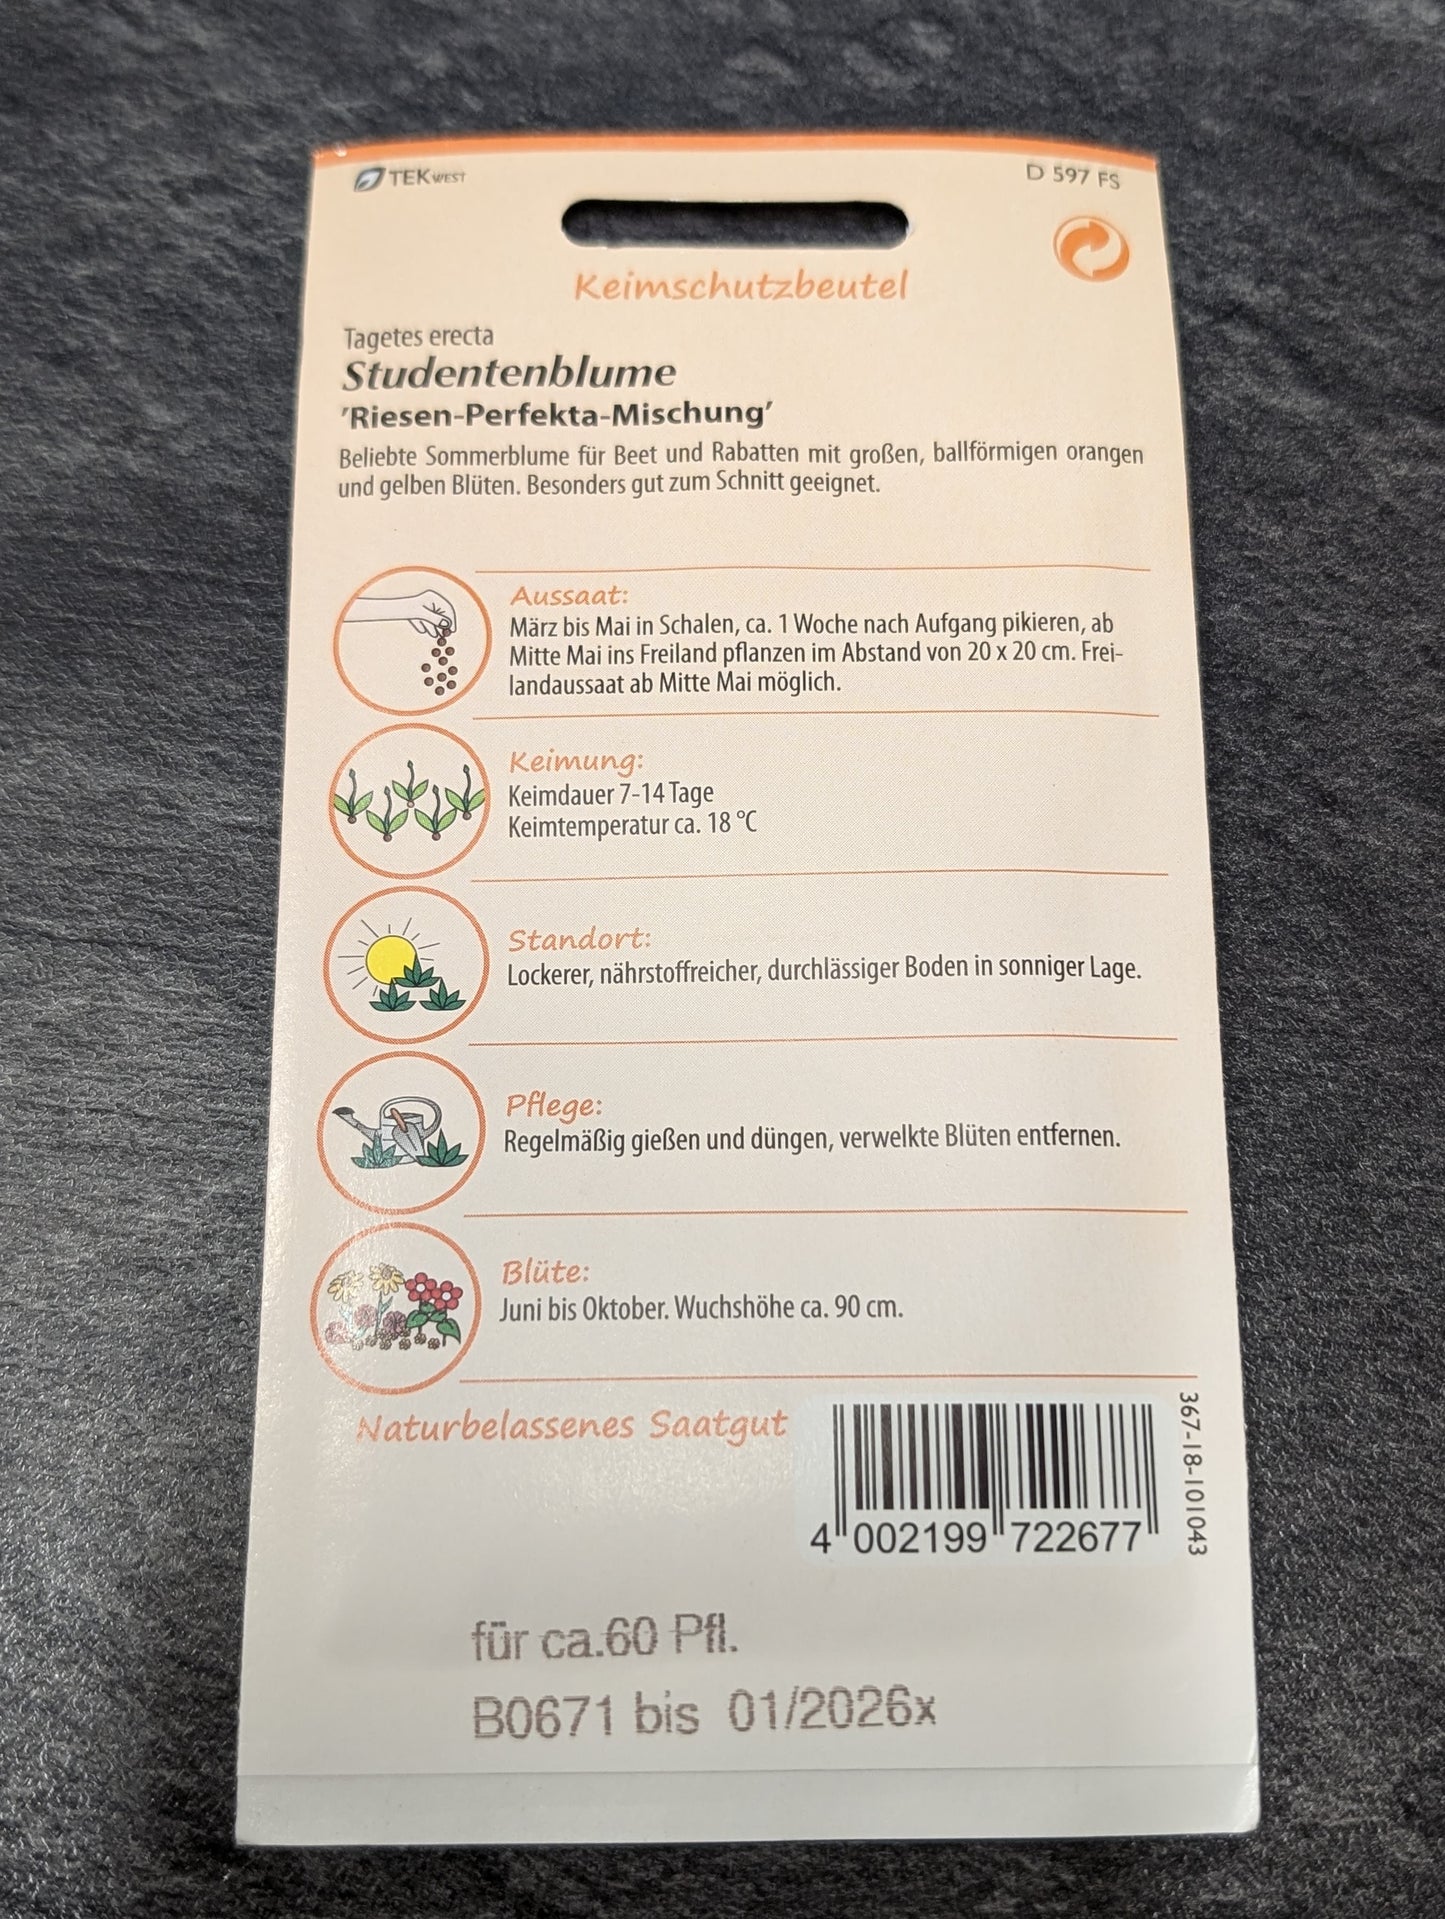 TEKWEST
D 597 FS
Keimschutzbeutel
Tagetes erecta
Studentenblume
'Riesen-Perfekta-Mischung'
Beliebte Sommerblume für Beet und Rabatten mit großen, ballförmigen orangen
und gelben Blüten. Besonders gut zum Schnitt geeignet.
Aussaat:
März bis Mai in Schalen, ca. 1 Woche nach Aufgang pikieren, ab
Mitte Mai ins Freiland pflanzen im Abstand von 20 x 20 cm. Frei-
landaussaat ab Mitte Mai möglich.
Keimung:
Keimdauer 7-14 Tage
Keimtemperatur ca. 18 °C
Standort:
Lockerer, nährstoffreicher, durchlässiger Boden in sonniger Lage.
Pflege:
Regelmäßig gießen und düngen, verwelkte Blüten entfernen.
Blüte:
Juni bis Oktober. Wuchshöhe ca. 90 cm.
Naturbelassenes Saatgut
4 002199 722677
367-18-101043
für ca.60 Pfl.
B0671 bis 01/2026x